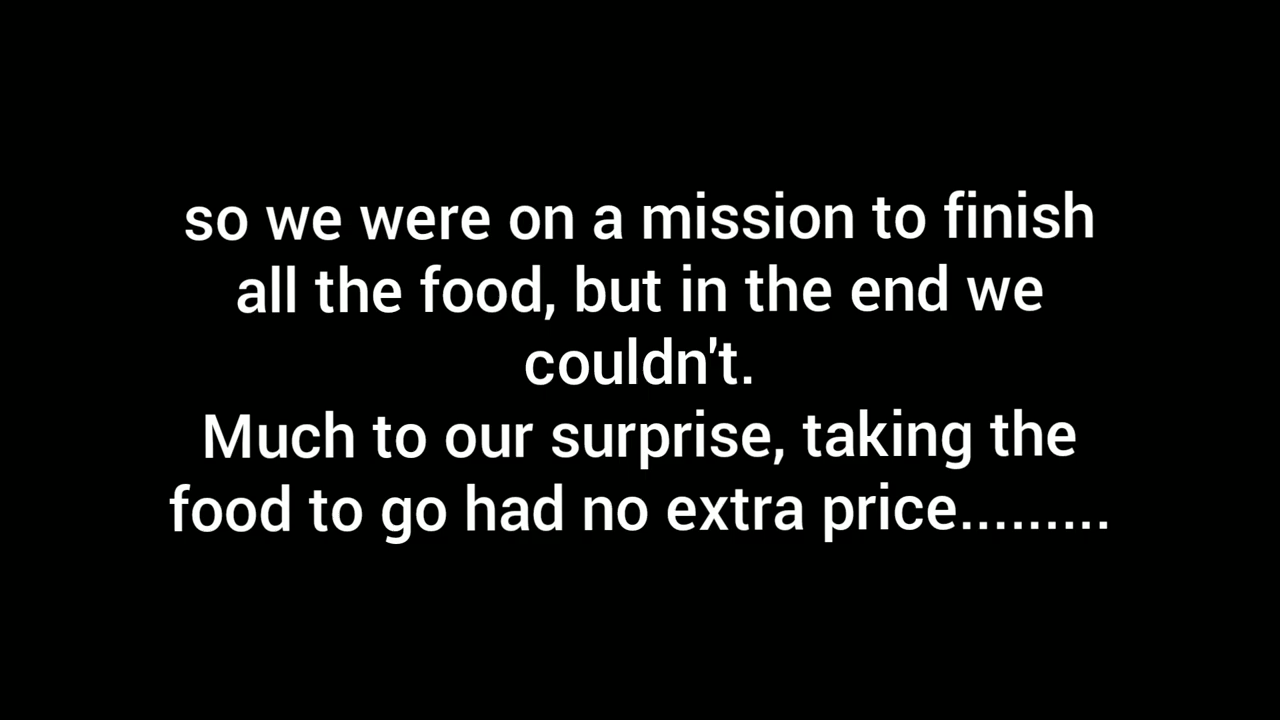 so we were on a mission to finish
all the food, but in the end we
couldn't.
Much to our surprise, taking the
food to go had no extra price.........